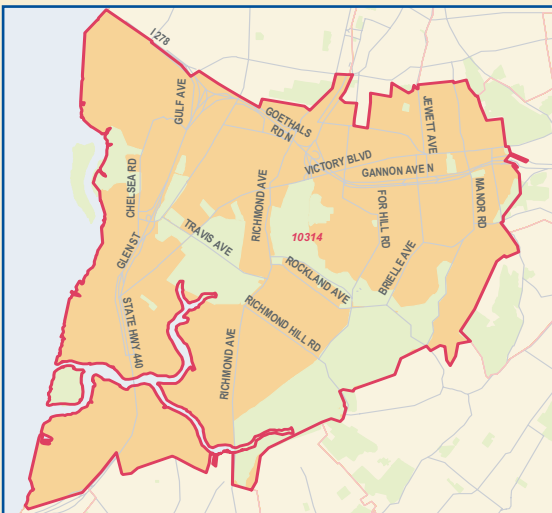 I 278
GULF AVE
GOETHALS
RD N
JEWETT AVE
VICTORY BLVD
GANNON AVE N
CHELSEA RD
RICHMOND AVE
FOR HILL RD
MANOR RD
TRAVIS AVE
10314
GLEN ST
ROCKLAND AVE
BRIELLE AVE
STATE HWY 440
RICHMOND HILL RD
RICHMOND AVE